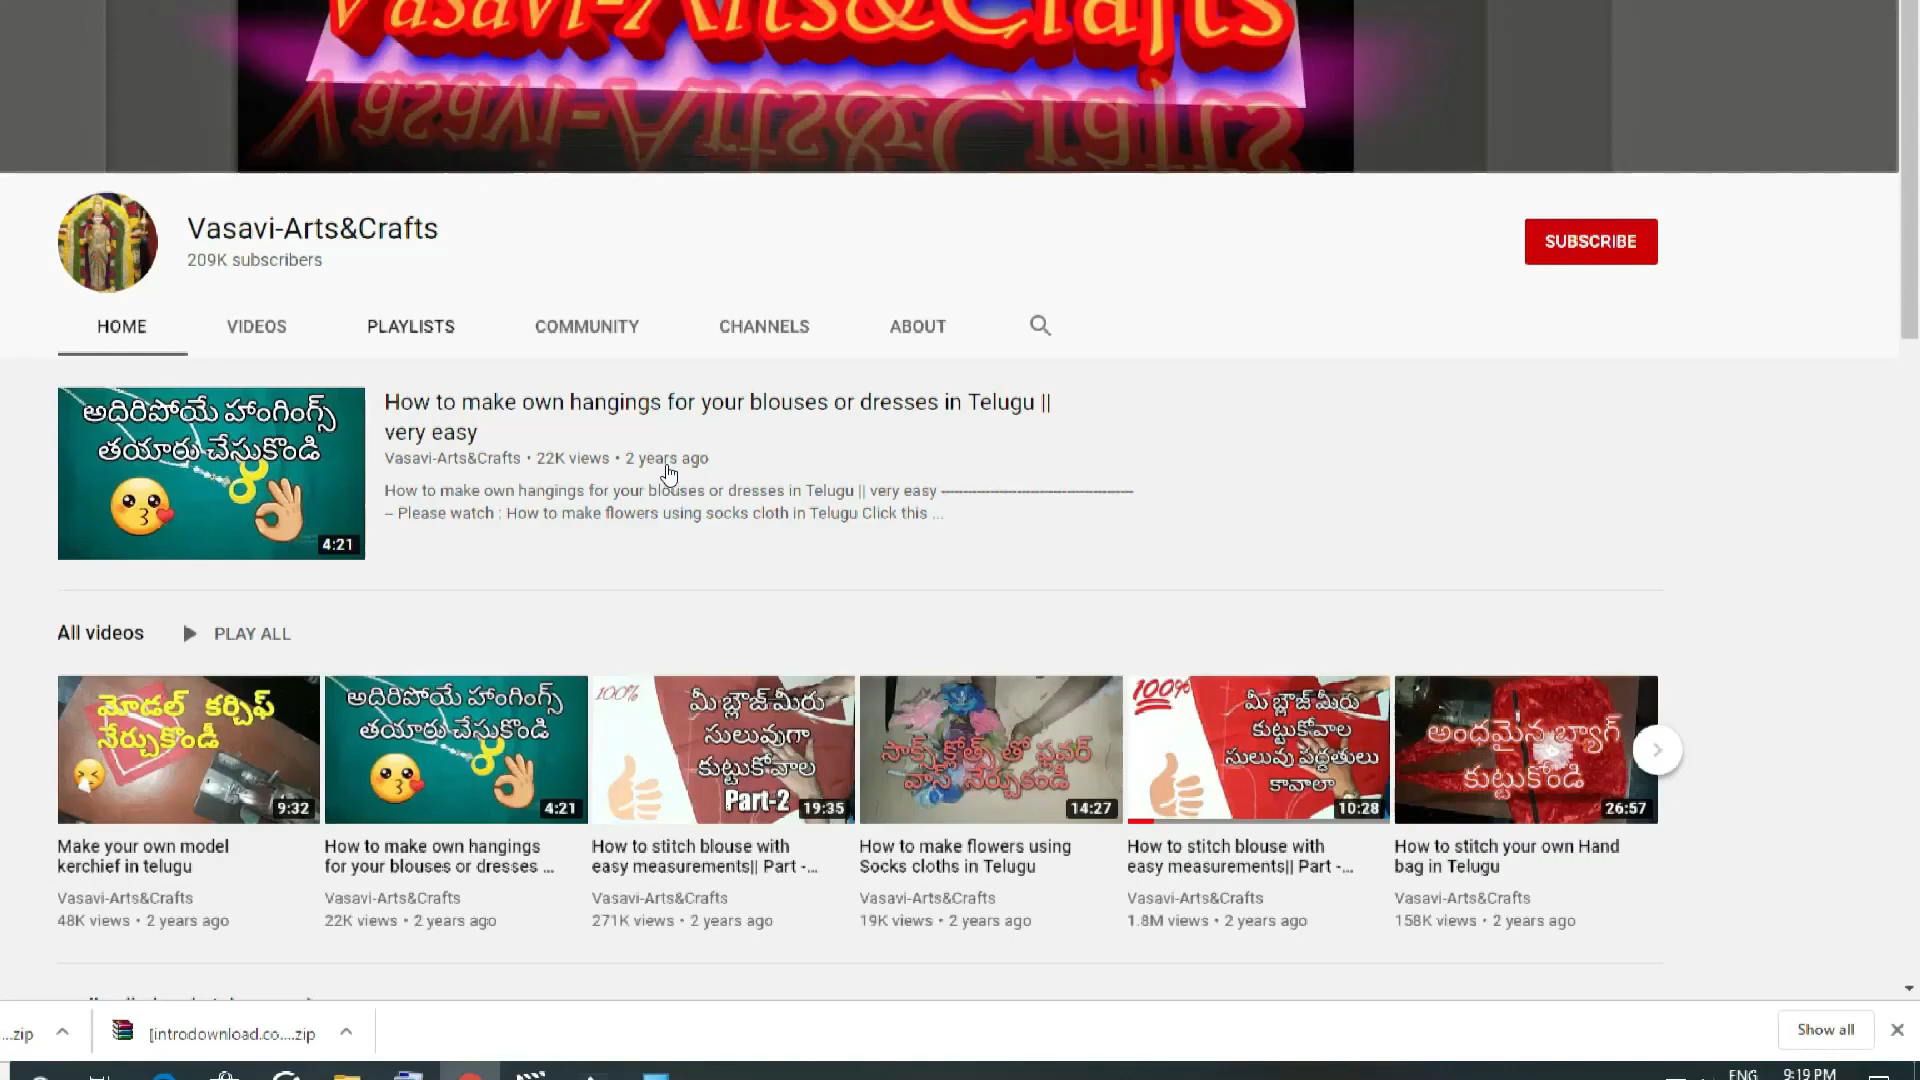 Vasavi-Arts&Crafts
Vasavi-Arts&Crafts
Vasavi-Arts&Crafts
209K subscribers
SUBSCRIBE
HOME
VIDEOS
PLAYLISTS
COMMUNITY
CHANNELS
ABOUT
అదిరిపోయే హాంగింగ్స్
తయారు చేసుకొండి
4:21
How to make own hangings for your blouses or dresses in Telugu ||
very easy
Vasavi-Arts&Crafts • 22K views • 2 years ago
How to make own hangings for your blouses or dresses in Telugu || very easy ------------------------------------------------
-- Please watch : How to make flowers using socks cloth in Telugu Click this ...
All videos
PLAY ALL
మోడల్ కర్చిఫ్
నేర్చుకొండి
9:32
Make your own model
kerchief in telugu
Vasavi-Arts&Crafts
48K views • 2 years ago
అదిరిపోయే హాంగింగ్స్
తయారు చేసుకొండి
4:21
How to make own hangings
for your blouses or dresses ...
Vasavi-Arts&Crafts
22K views • 2 years ago
100%
మీ బ్లౌజ్ మీరు
సులువుగా
కుట్టుకోవాల
Part-2
19:35
How to stitch blouse with
easy measurements|| Part -...
Vasavi-Arts&Crafts
271K views • 2 years ago
సాక్స్ క్లోత్స్ తో ఫ్లవర్
వాస్ నేర్చుకండి
14:27
How to make flowers using
Socks cloths in Telugu
Vasavi-Arts&Crafts
19K views • 2 years ago
100%
మీ బ్లౌజ్ మీరు
కుట్టుకోవాల
సులువు పద్దతులు
కావాలా
10:28
How to stitch blouse with
easy measurements|| Part -...
Vasavi-Arts&Crafts
1.8M views • 2 years ago
అందమైన బ్యాగ్
కుట్టుకోండి
26:57
How to stitch your own Hand
bag in Telugu
Vasavi-Arts&Crafts
158K views • 2 years ago
...zip
[introdownload.co....zip
Show all
ENG
9:19 PM